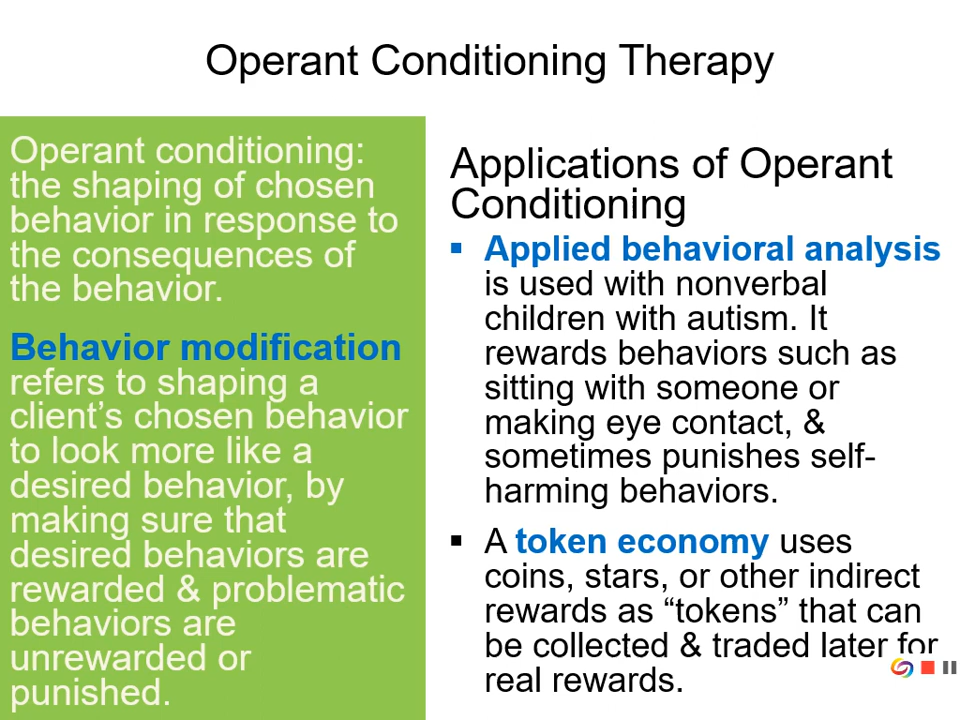 Operant Conditioning Therapy
Operant conditioning:
the shaping of chosen
behavior in response to
the consequences of
the behavior.
Behavior modification
refers to shaping a
client’s chosen behavior
to look more like a
desired behavior, by
making sure that
desired behaviors are
rewarded & problematic
behaviors are
unrewarded or
punished.
Applications of Operant
Conditioning
▪ Applied behavioral analysis
is used with nonverbal
children with autism. It
rewards behaviors such as
sitting with someone or
making eye contact, &
sometimes punishes self-
harming behaviors.
▪ A token economy uses
coins, stars, or other indirect
rewards as “tokens” that can
be collected & traded later for
real rewards.